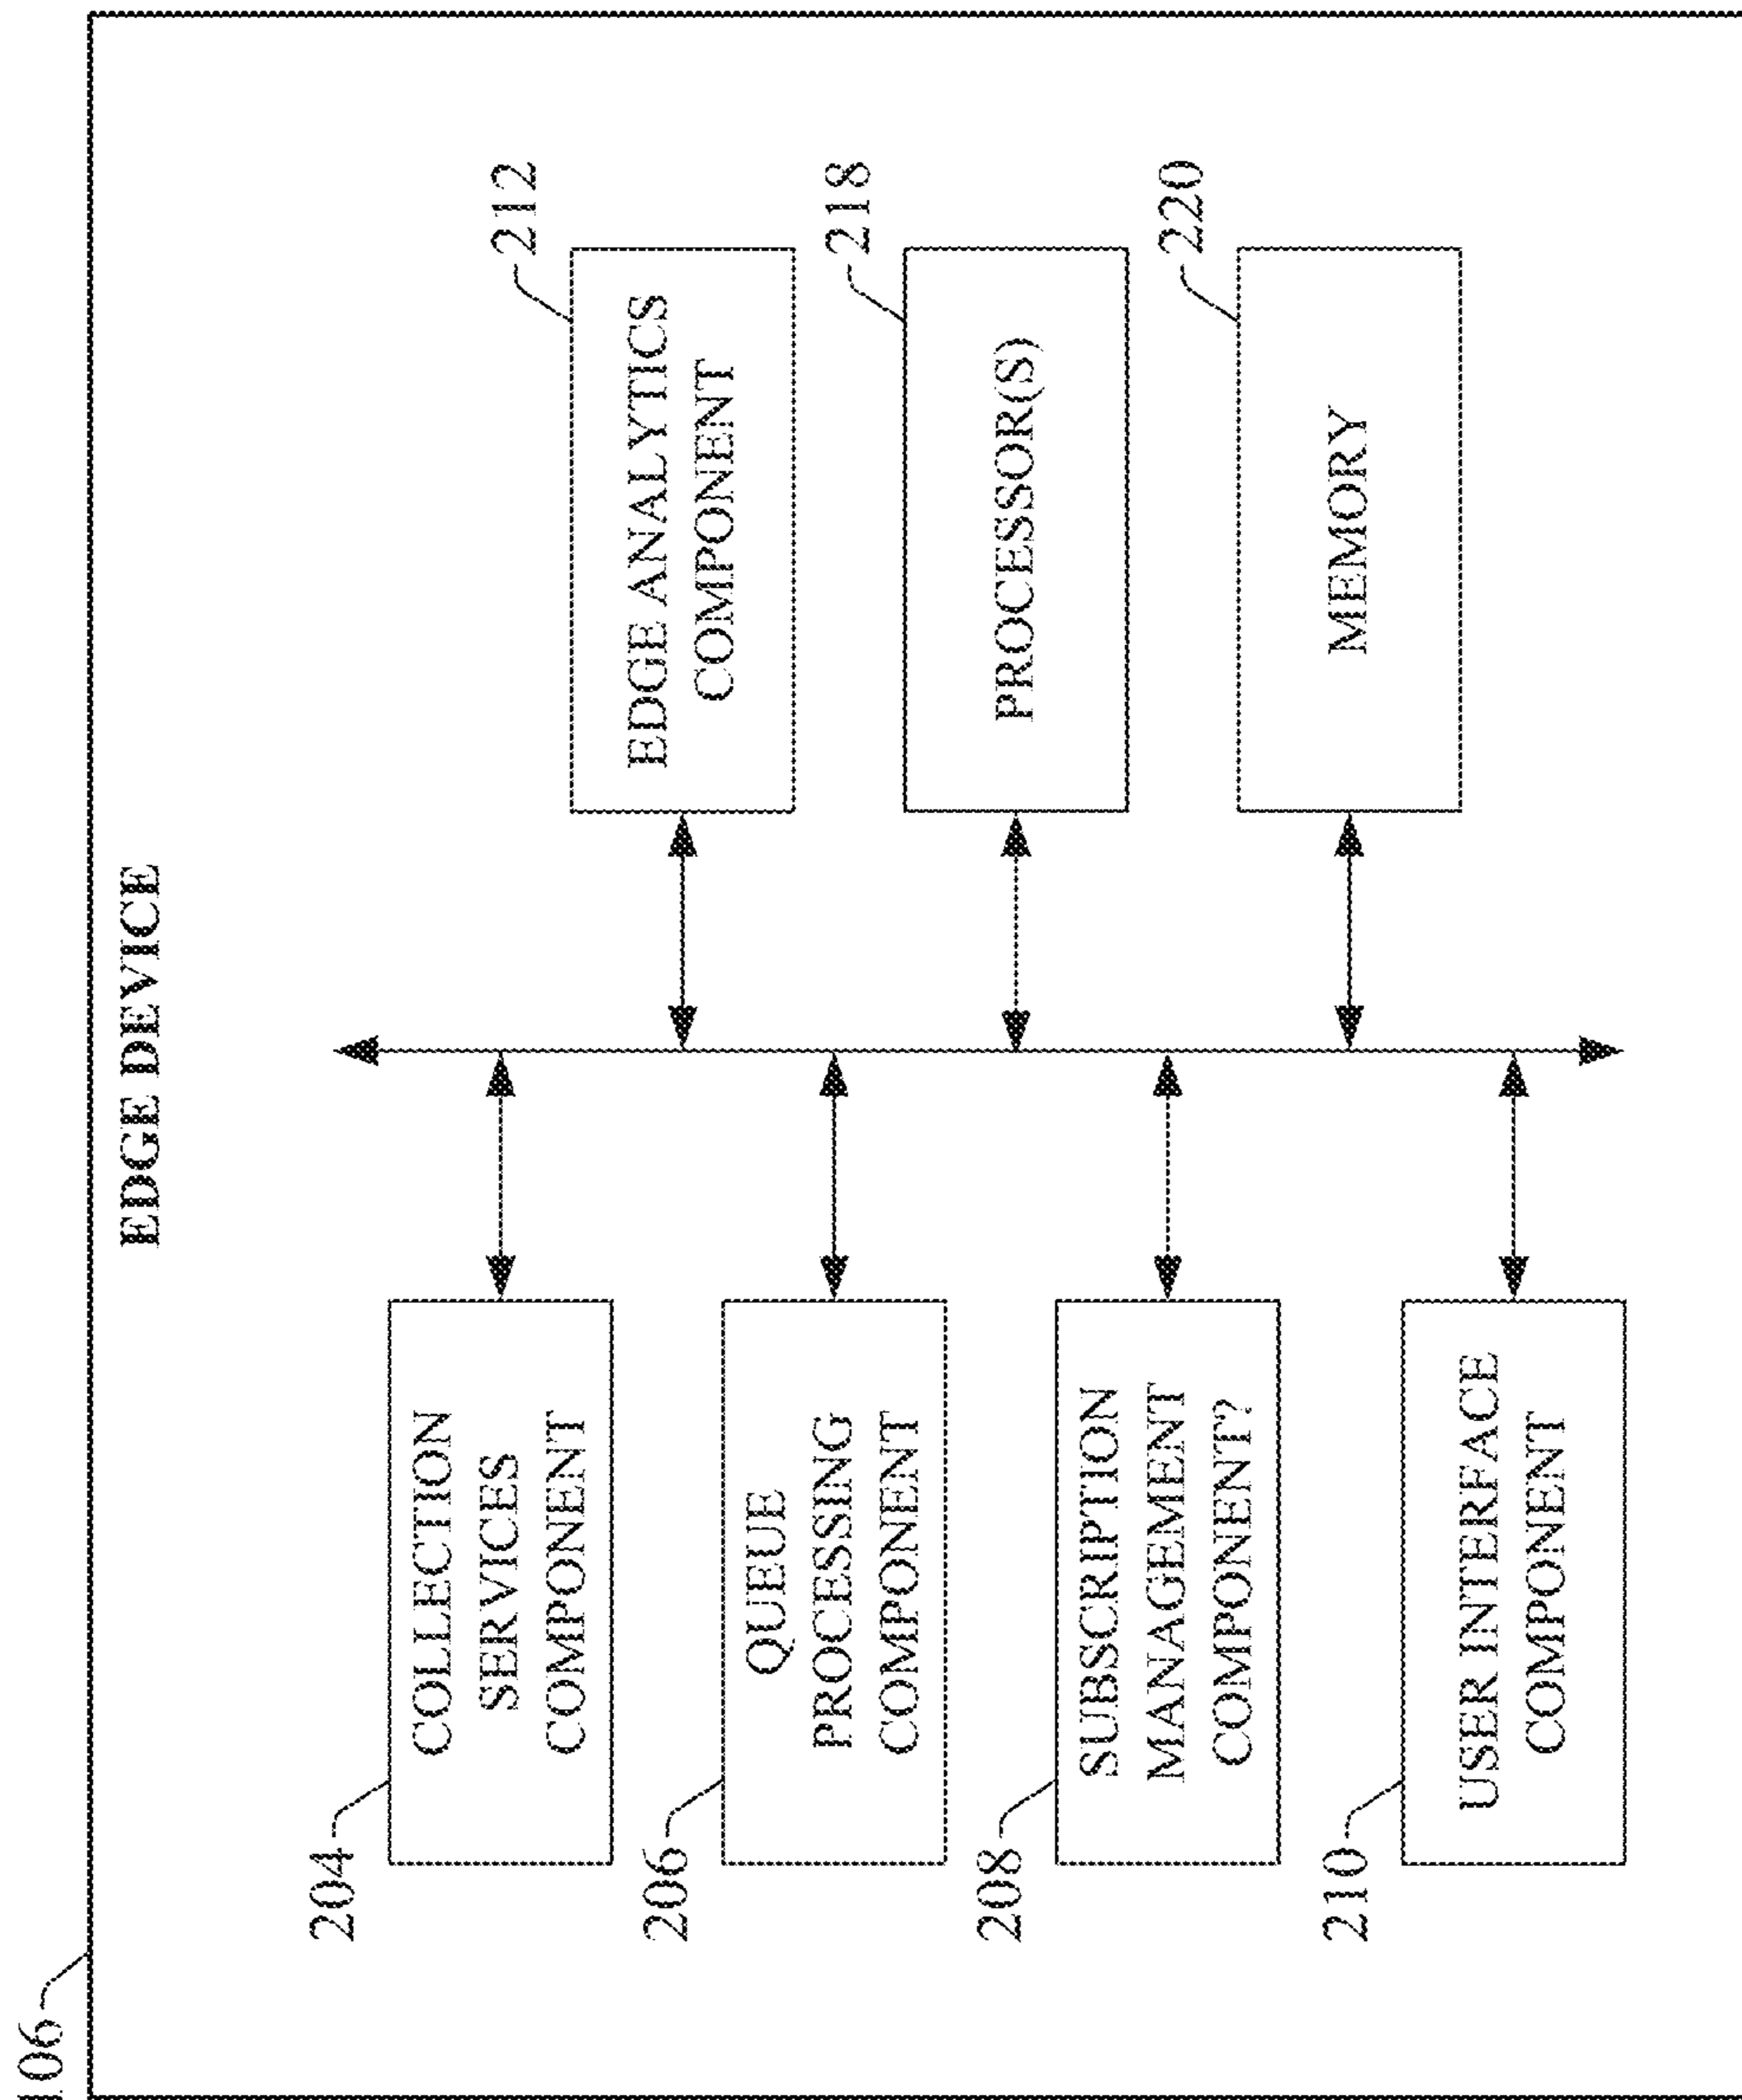 106
EDGE DEVICE
204
COLLECTION
SERVICES
COMPONENT
206
QUEUE
PROCESSING
COMPONENT
208
SUBSCRIPTION
MANAGEMENT
COMPONENT?
210
USER INTERFACE
COMPONENT
212
EDGE ANALYTICS
COMPONENT
218
PROCESSOR(S)
220
MEMORY